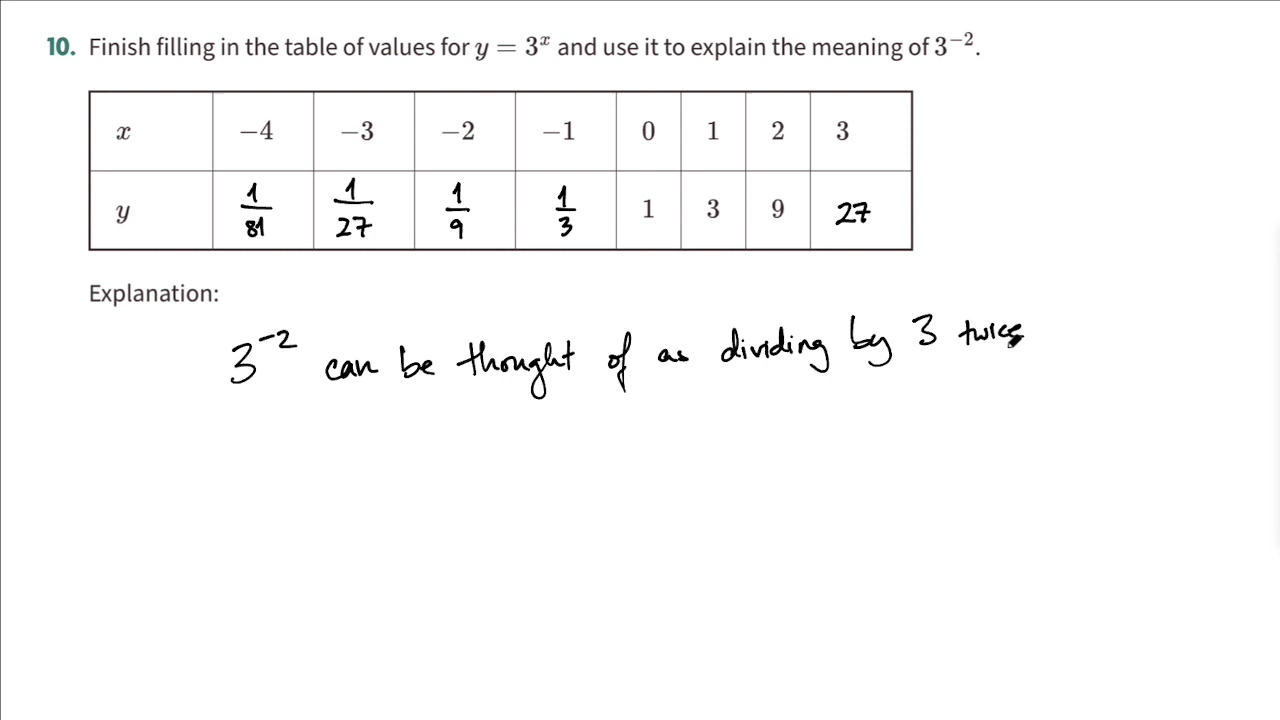 10. Finish filling in the table of values for y = 3ˣ and use it to explain the meaning of 3⁻².
x −4 −3 −2 −1 0 1 2 3
y 1/81 1/27 1/9 1/3 1 3 9 27
Explanation:
3⁻² can be thought of as dividing by 3 twice